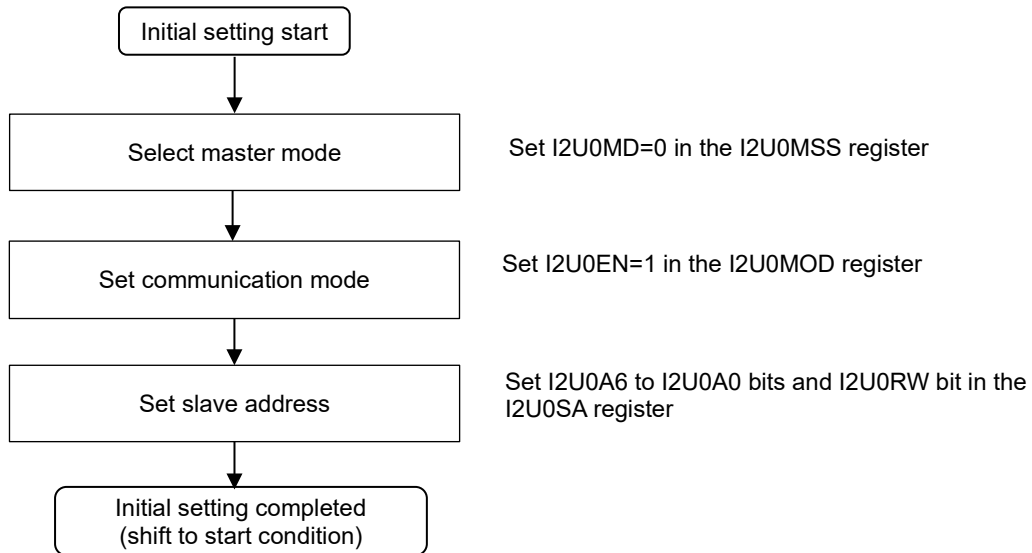 Initial setting start
Select master mode
Set I2U0MD=0 in the I2U0MSS register
Set communication mode
Set I2U0EN=1 in the I2U0MOD register
Set slave address
Set I2U0A6 to I2U0A0 bits and I2U0RW bit in the
I2U0SA register
Initial setting completed
(shift to start condition)